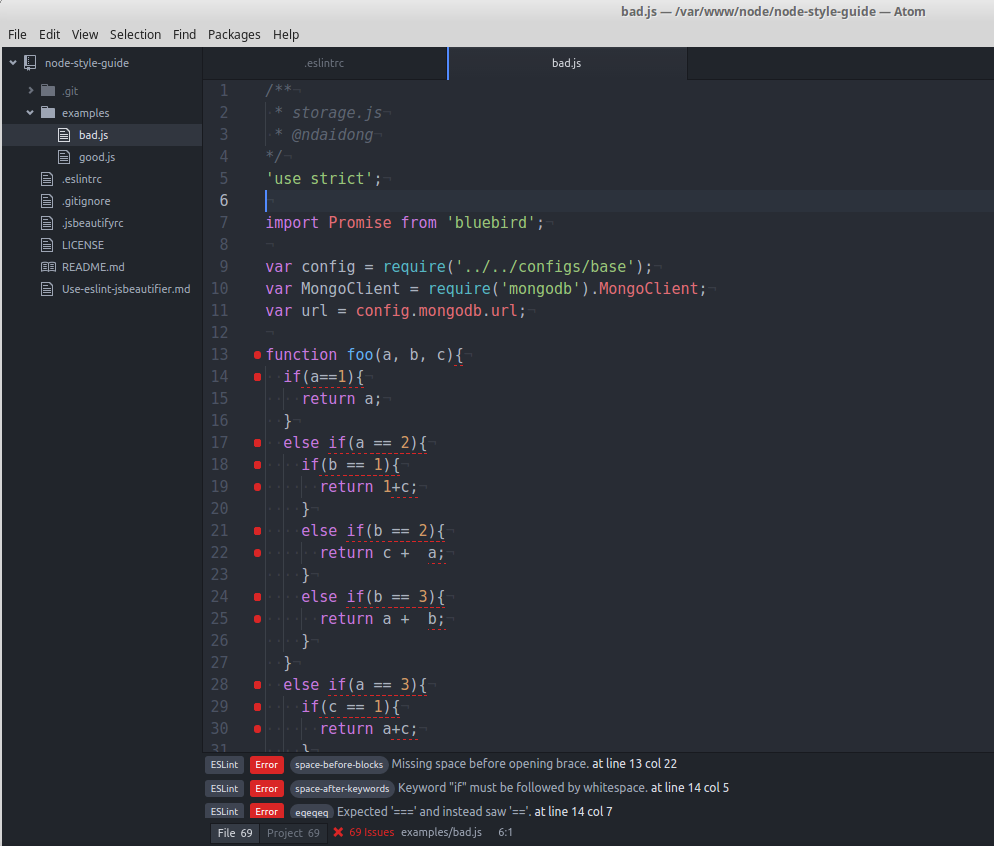 bad.js — /var/www/node/node-style-guide — Atom
File Edit View Selection Find Packages Help
node-style-guide
.git
examples
bad.js
good.js
.eslintrc
.gitignore
.jsbeautifyrc
LICENSE
README.md
Use-eslint-jsbeautifier.md
.eslintrc
bad.js
1 /**¬
2  * storage.js¬
3  * @ndaidong¬
4 */¬
5 'use strict';¬
6 ¬
7 import Promise from 'bluebird';¬
8 ¬
9 var config = require('../../configs/base');¬
10 var MongoClient = require('mongodb').MongoClient;¬
11 var url = config.mongodb.url;¬
12 ¬
13 function foo(a, b, c){¬
14   if(a==1){¬
15     return a;¬
16   }¬
17   else if(a == 2){¬
18     if(b == 1){¬
19       return 1+c;¬
20     }¬
21     else if(b == 2){¬
22       return c +  a;¬
23     }¬
24     else if(b == 3){¬
25       return a +  b;¬
26     }¬
27   }¬
28   else if(a == 3){¬
29     if(c == 1){¬
30       return a+c;¬
31     }
ESLint Error space-before-blocks Missing space before opening brace. at line 13 col 22
ESLint Error space-after-keywords Keyword "if" must be followed by whitespace. at line 14 col 5
ESLint Error eqeqeq Expected '===' and instead saw '=='. at line 14 col 7
File 69 Project 69 69 Issues examples/bad.js 6:1